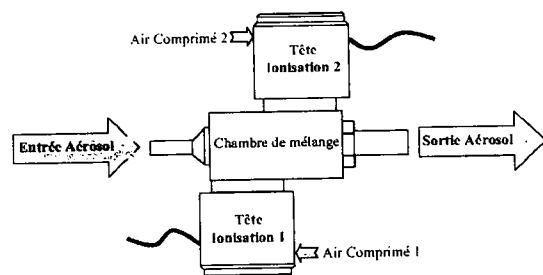 Air Comprimé 2
Tête
Ionisation 2
Entrée Aérosol
Chambre de mélange
Sortie Aérosol
Tête
Ionisation 1
Air Comprimé 1